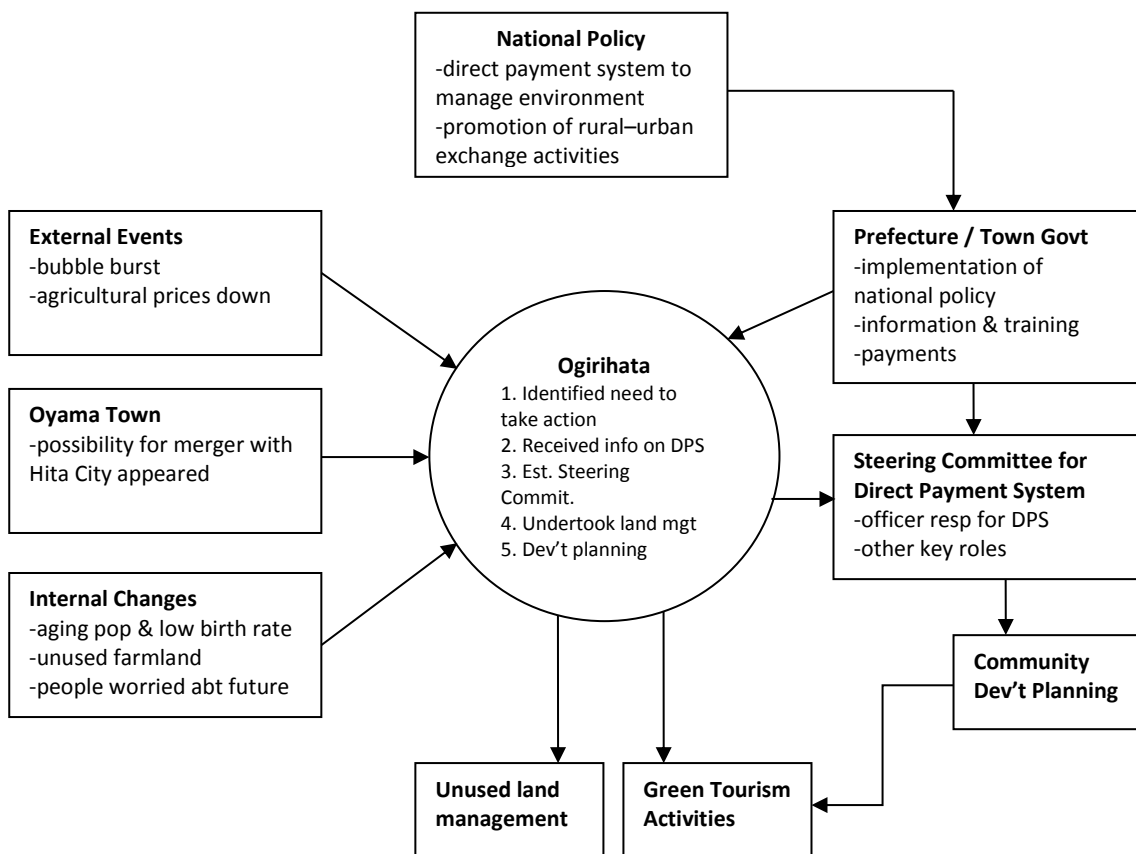 National Policy
-direct payment system to
manage environment
-promotion of rural–urban
exchange activities
External Events
-bubble burst
-agricultural prices down
Prefecture / Town Govt
-implementation of
national policy
-information & training
-payments
Ogirihata
1. Identified need to
take action
2. Received info on DPS
3. Est. Steering
Commit.
4. Undertook land mgt
5. Dev’t planning
Oyama Town
-possibility for merger with
Hita City appeared
Steering Committee for
Direct Payment System
-officer resp for DPS
-other key roles
Internal Changes
-aging pop & low birth rate
-unused farmland
-people worried abt future
Community
Dev’t Planning
Unused land
management
Green Tourism
Activities